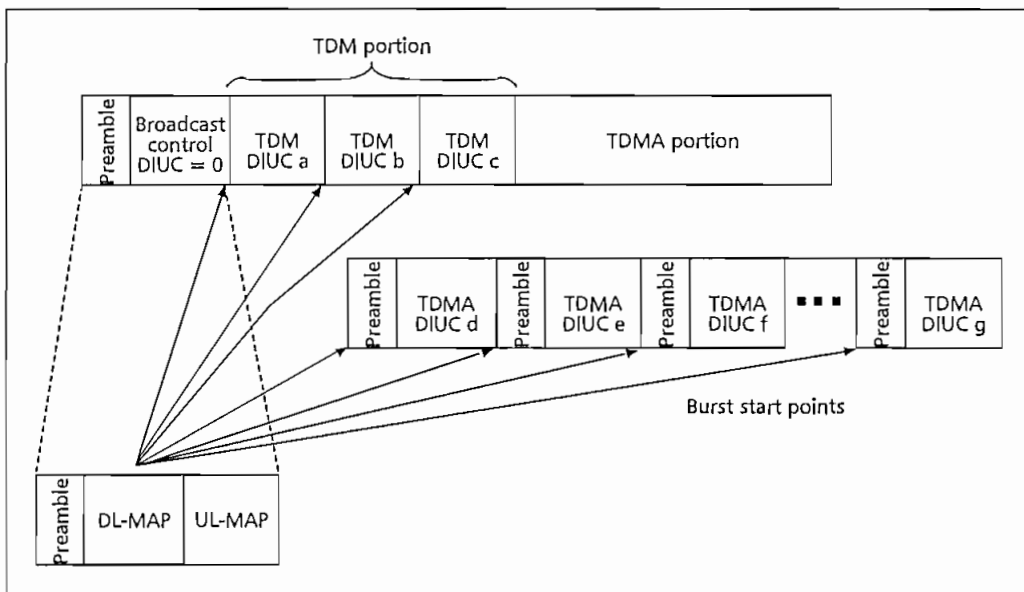 TDM portion
Preamble
Broadcast
control
DIUC = 0
TDM
DIUC a
TDM
DIUC b
TDM
DIUC c
TDMA portion
Preamble
TDMA
DIUC d
Preamble
TDMA
DIUC e
Preamble
TDMA
DIUC f
Preamble
TDMA
DIUC g
Burst start points
Preamble
DL-MAP
UL-MAP